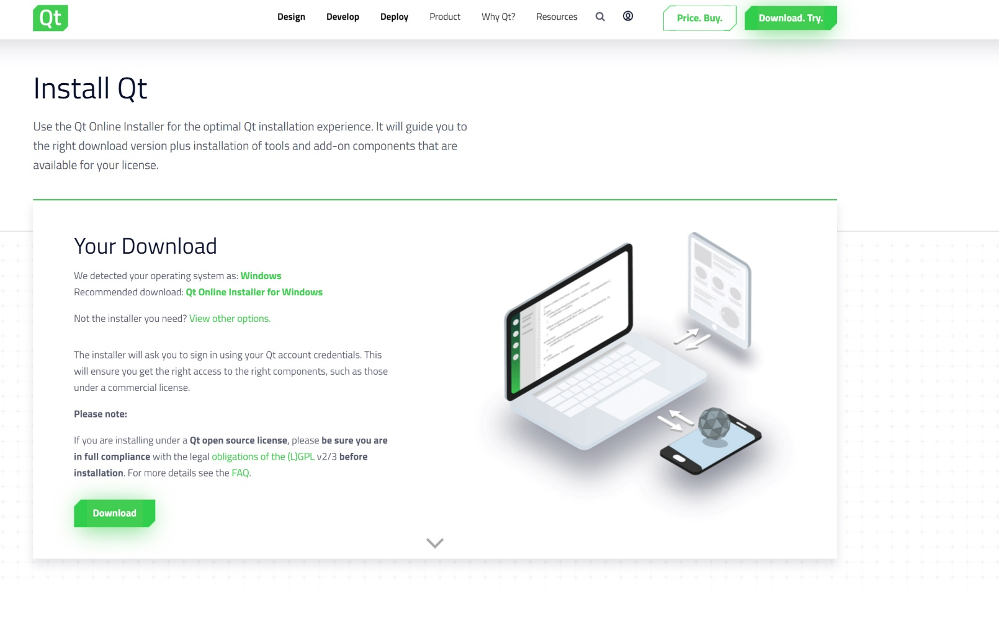 Qt
Design Develop Deploy Product Why Qt? Resources Price. Buy. Download. Try.
Install Qt
Use the Qt Online Installer for the optimal Qt installation experience. It will guide you to
the right download version plus installation of tools and add-on components that are
available for your license.
Your Download
We detected your operating system as: Windows
Recommended download: Qt Online Installer for Windows
Not the installer you need? View other options.
The installer will ask you to sign in using your Qt account credentials. This
will ensure you get the right access to the right components, such as those
under a commercial license.
Please note:
If you are installing under a Qt open source license, please be sure you are
in full compliance with the legal obligations of the (L)GPL v2/3 before
installation. For more details see the FAQ.
Download